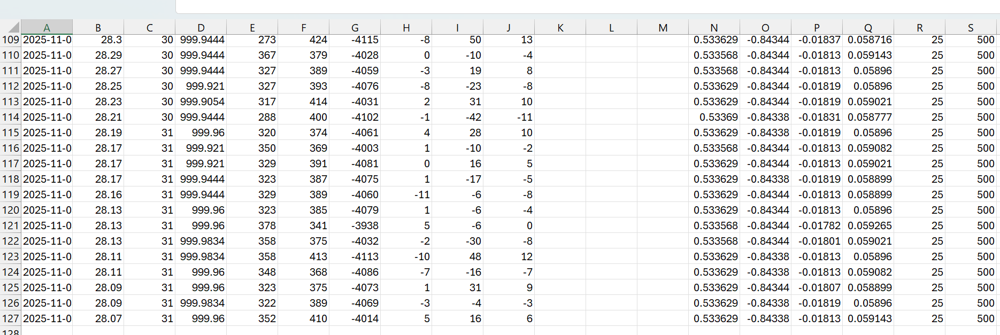 A B C D E F G H I J K L M N O P Q R S
109 2025-11-0 28.3 30 999.9444 273 424 -4115 -8 50 13 0.533629 -0.84344 -0.01837 0.058716 25 500
110 2025-11-0 28.29 30 999.9444 367 379 -4028 0 -10 -4 0.533568 -0.84344 -0.01813 0.059143 25 500
111 2025-11-0 28.27 30 999.9444 327 389 -4059 -3 19 8 0.533568 -0.84344 -0.01813 0.05896 25 500
112 2025-11-0 28.25 30 999.921 327 393 -4076 -8 -23 -8 0.533629 -0.84344 -0.01819 0.05896 25 500
113 2025-11-0 28.23 30 999.9054 317 414 -4031 2 31 10 0.533629 -0.84344 -0.01819 0.059021 25 500
114 2025-11-0 28.21 30 999.9444 288 400 -4102 -1 -42 -11 0.53369 -0.84338 -0.01831 0.058777 25 500
115 2025-11-0 28.19 31 999.96 320 374 -4061 4 28 10 0.533629 -0.84338 -0.01819 0.05896 25 500
116 2025-11-0 28.17 31 999.921 350 369 -4003 1 -10 -2 0.533568 -0.84344 -0.01813 0.059082 25 500
117 2025-11-0 28.17 31 999.921 329 391 -4081 0 16 5 0.533629 -0.84344 -0.01813 0.059021 25 500
118 2025-11-0 28.17 31 999.9444 323 387 -4075 1 -17 -5 0.533629 -0.84338 -0.01819 0.058899 25 500
119 2025-11-0 28.16 31 999.9444 329 389 -4060 -11 -6 -8 0.533629 -0.84344 -0.01813 0.058899 25 500
120 2025-11-0 28.13 31 999.96 323 385 -4079 1 -6 -4 0.533629 -0.84344 -0.01813 0.05896 25 500
121 2025-11-0 28.13 31 999.96 378 341 -3938 5 -6 0 0.533568 -0.84344 -0.01782 0.059265 25 500
122 2025-11-0 28.13 31 999.9834 358 375 -4032 -2 -30 -8 0.533568 -0.84344 -0.01801 0.059021 25 500
123 2025-11-0 28.11 31 999.9834 358 413 -4113 -10 48 12 0.533629 -0.84338 -0.01813 0.05896 25 500
124 2025-11-0 28.11 31 999.96 348 368 -4086 -7 -16 -7 0.533629 -0.84338 -0.01813 0.059082 25 500
125 2025-11-0 28.09 31 999.96 323 375 -4073 1 31 9 0.533629 -0.84344 -0.01807 0.058899 25 500
126 2025-11-0 28.09 31 999.9834 322 389 -4069 -3 -4 -3 0.533629 -0.84338 -0.01819 0.05896 25 500
127 2025-11-0 28.07 31 999.96 352 410 -4014 5 16 6 0.533629 -0.84338 -0.01813 0.059143 25 500
128